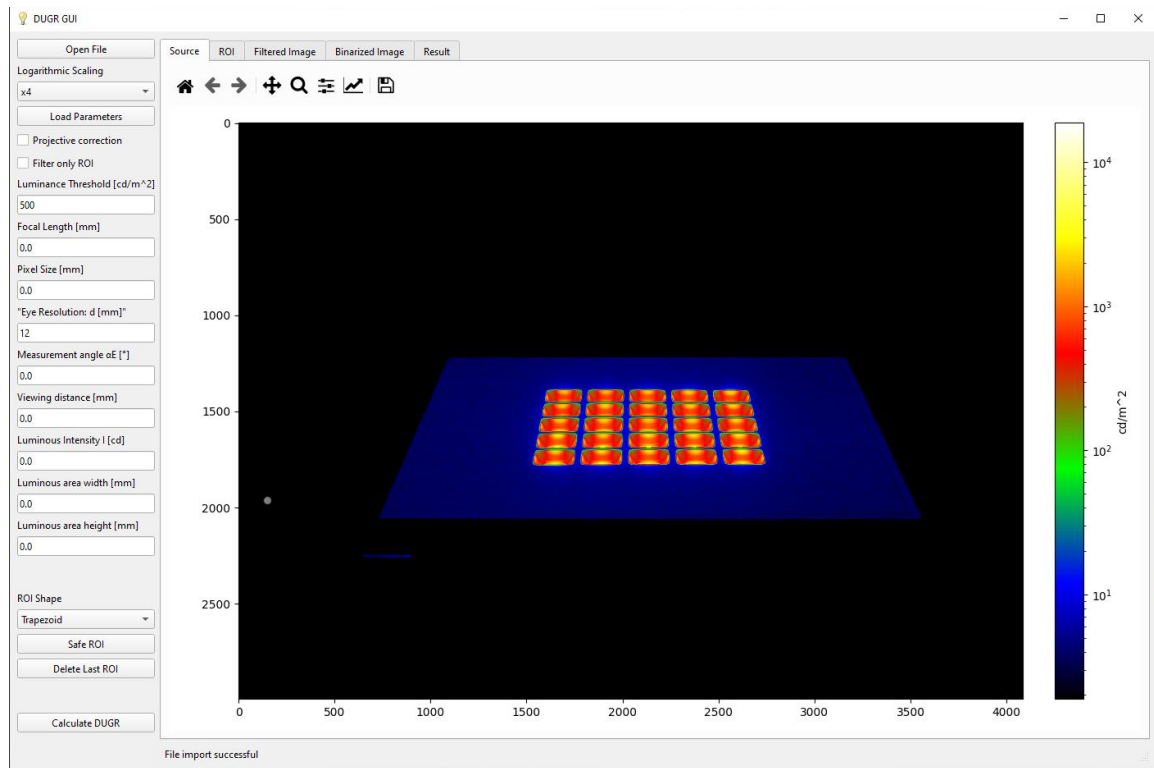 DUGR GUI
Open File
Logarithmic Scaling
x4
Load Parameters
Projective correction
Filter only ROI
Luminance Threshold [cd/m^2]
500
Focal Length [mm]
0.0
Pixel Size [mm]
0.0
"Eye Resolution: d [mm]"
12
Measurement angle αE [°]
0.0
Viewing distance [mm]
0.0
Luminous Intensity I [cd]
0.0
Luminous area width [mm]
0.0
Luminous area height [mm]
0.0
ROI Shape
Trapezoid
Safe ROI
Delete Last ROI
Calculate DUGR
Source ROI Filtered Image Binarized Image Result
0
500
1000
1500
2000
2500
0 500 1000 1500 2000 2500 3000 3500 4000
10^4
10^3
10^2
10^1
cd/m^2
File import successful